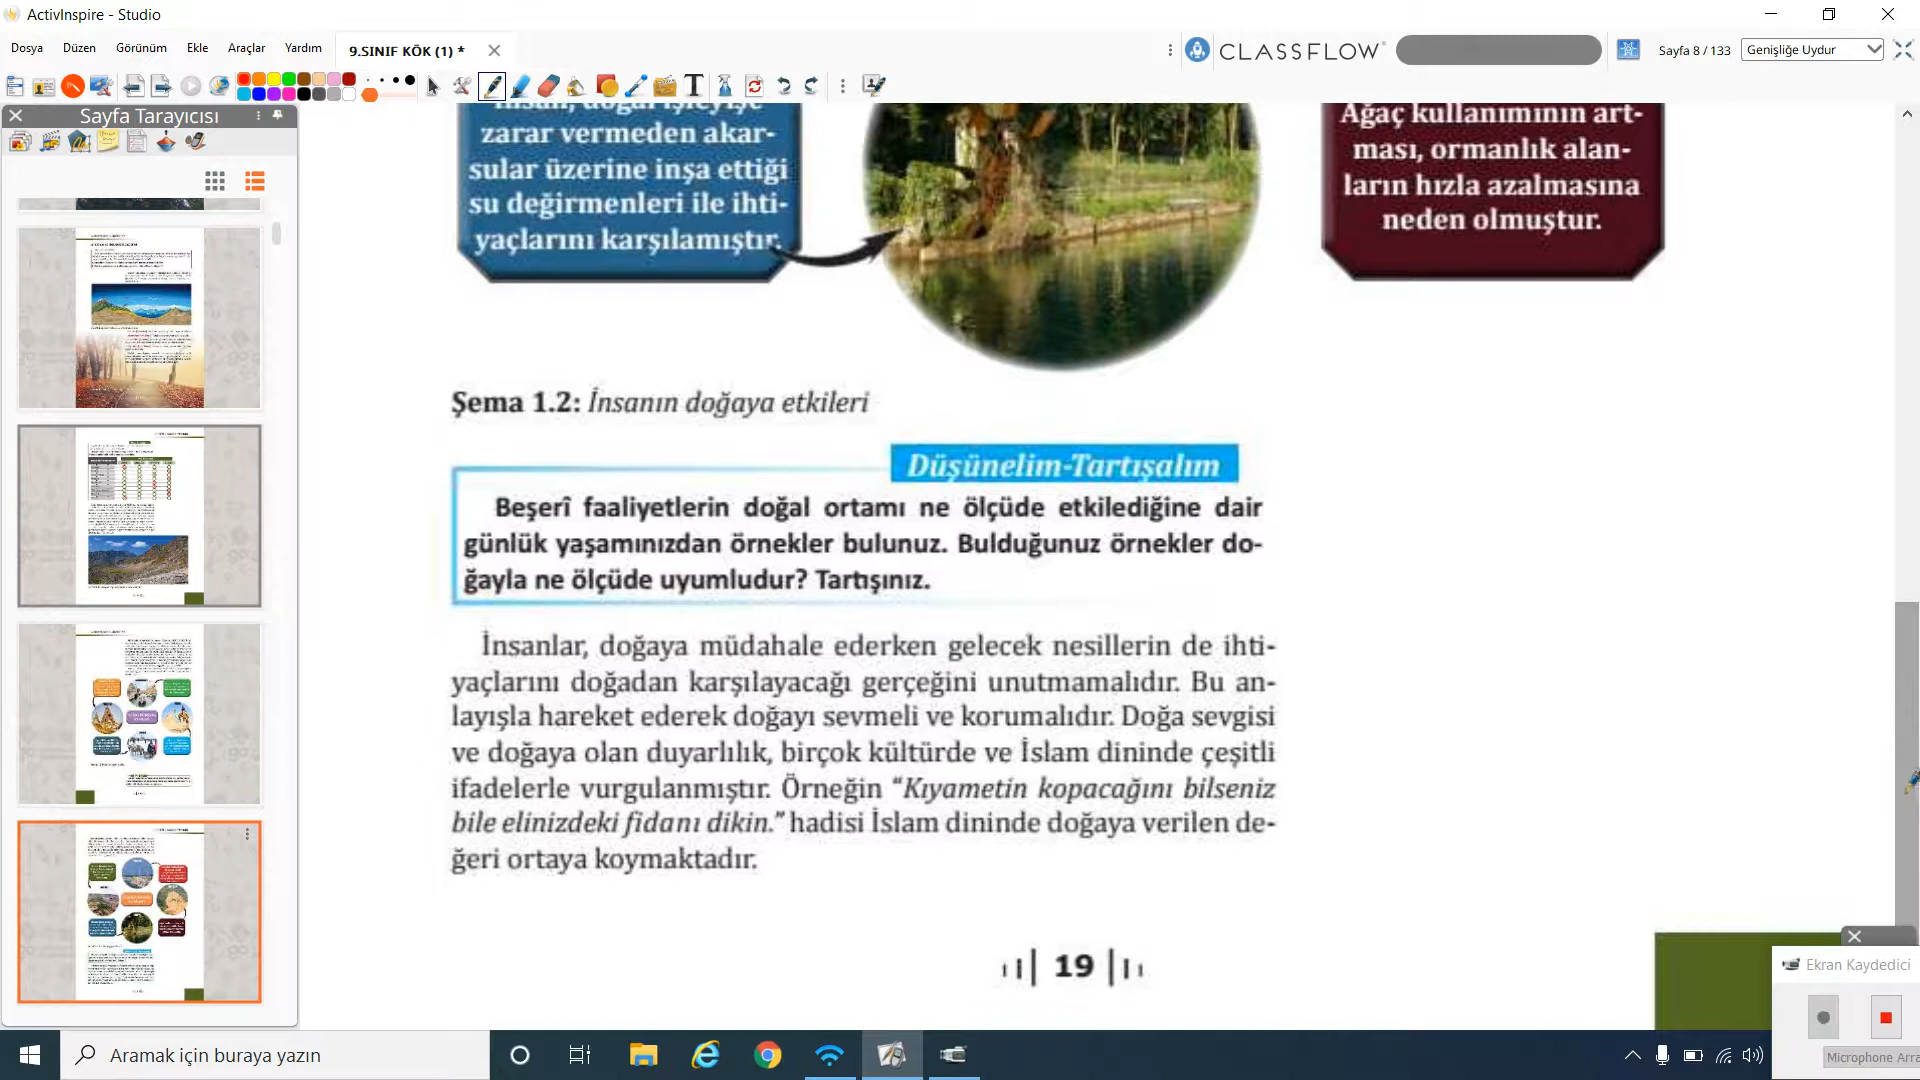 ActivInspire - Studio
Dosya Düzen Görünüm Ekle Araçlar Yardım
9.SINIF KÖK (1) *
CLASSFLOW
Sayfa 8 / 133
Genişliğe Uydur
Sayfa Tarayıcısı
İnsan, doğal işleyişe
zarar vermeden akar-
sular üzerine inşa ettiği
su değirmenleri ile ihti-
yaçlarını karşılamıştır.
Ağaç kullanımının art-
ması, ormanlık alan-
ların hızla azalmasına
neden olmuştur.
Şema 1.2: İnsanın doğaya etkileri
Düşünelim-Tartışalım
Beşerî faaliyetlerin doğal ortamı ne ölçüde etkilediğine dair
günlük yaşamınızdan örnekler bulunuz. Bulduğunuz örnekler do-
ğayla ne ölçüde uyumludur? Tartışınız.
İnsanlar, doğaya müdahale ederken gelecek nesillerin de ihti-
yaçlarını doğadan karşılayacağı gerçeğini unutmamalıdır. Bu an-
layışla hareket ederek doğayı sevmeli ve korumalıdır. Doğa sevgisi
ve doğaya olan duyarlılık, birçok kültürde ve İslam dininde çeşitli
ifadelerle vurgulanmıştır. Örneğin "Kıyametin kopacağını bilseniz
bile elinizdeki fidanı dikin." hadisi İslam dininde doğaya verilen de-
ğeri ortaya koymaktadır.
19
Ekran Kaydedici
Microphone Arra
Aramak için buraya yazın